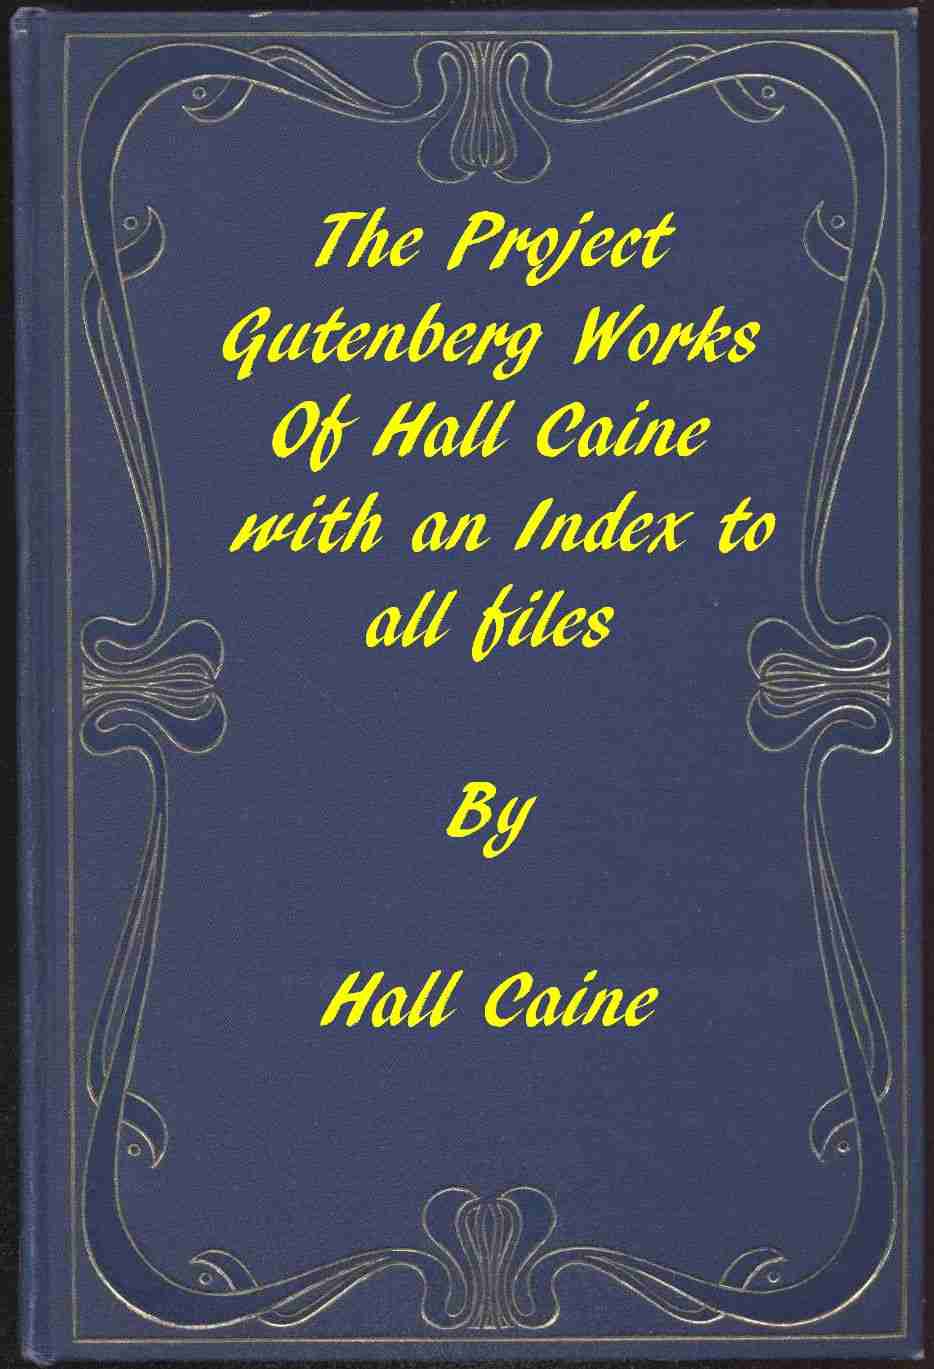 The Project
Gutenberg Works
Of Hall Caine
with an Index to
all files
By
Hall Caine